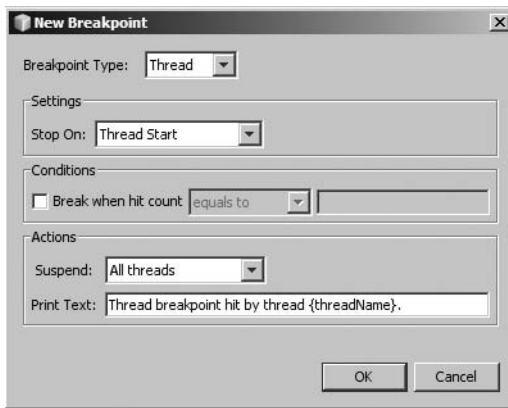 New Breakpoint
Breakpoint Type: Thread
Settings
Stop On: Thread Start
Conditions
Break when hit count equals to
Actions
Suspend: All threads
Print Text: Thread breakpoint hit by thread {threadName}.
OK Cancel